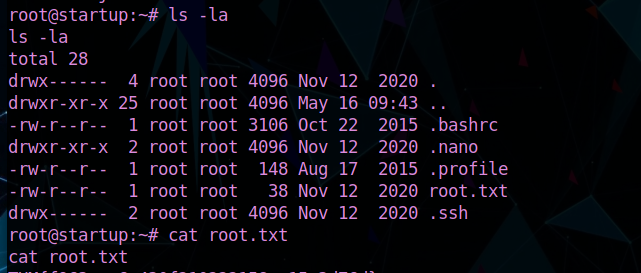 root@startup:~# ls -la
ls -la
total 28
drwx------  4 root root 4096 Nov 12  2020 .
drwxr-xr-x 25 root root 4096 May 16 09:43 ..
-rw-r--r--  1 root root 3106 Oct 22  2015 .bashrc
drwxr-xr-x  2 root root 4096 Nov 12  2020 .nano
-rw-r--r--  1 root root  148 Aug 17  2015 .profile
-rw-r--r--  1 root root   38 Nov 12  2020 root.txt
drwx------  2 root root 4096 Nov 12  2020 .ssh
root@startup:~# cat root.txt
cat root.txt